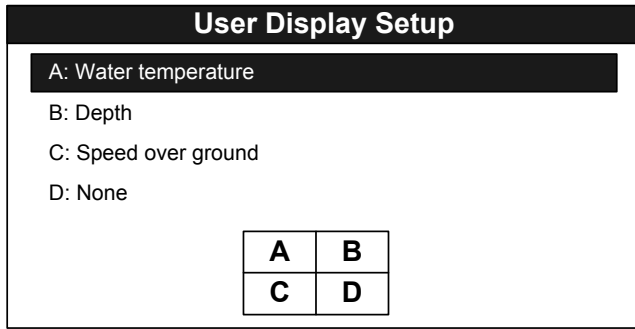 User Display Setup
A: Water temperature
B: Depth
C: Speed over ground
D: None
A B
C D